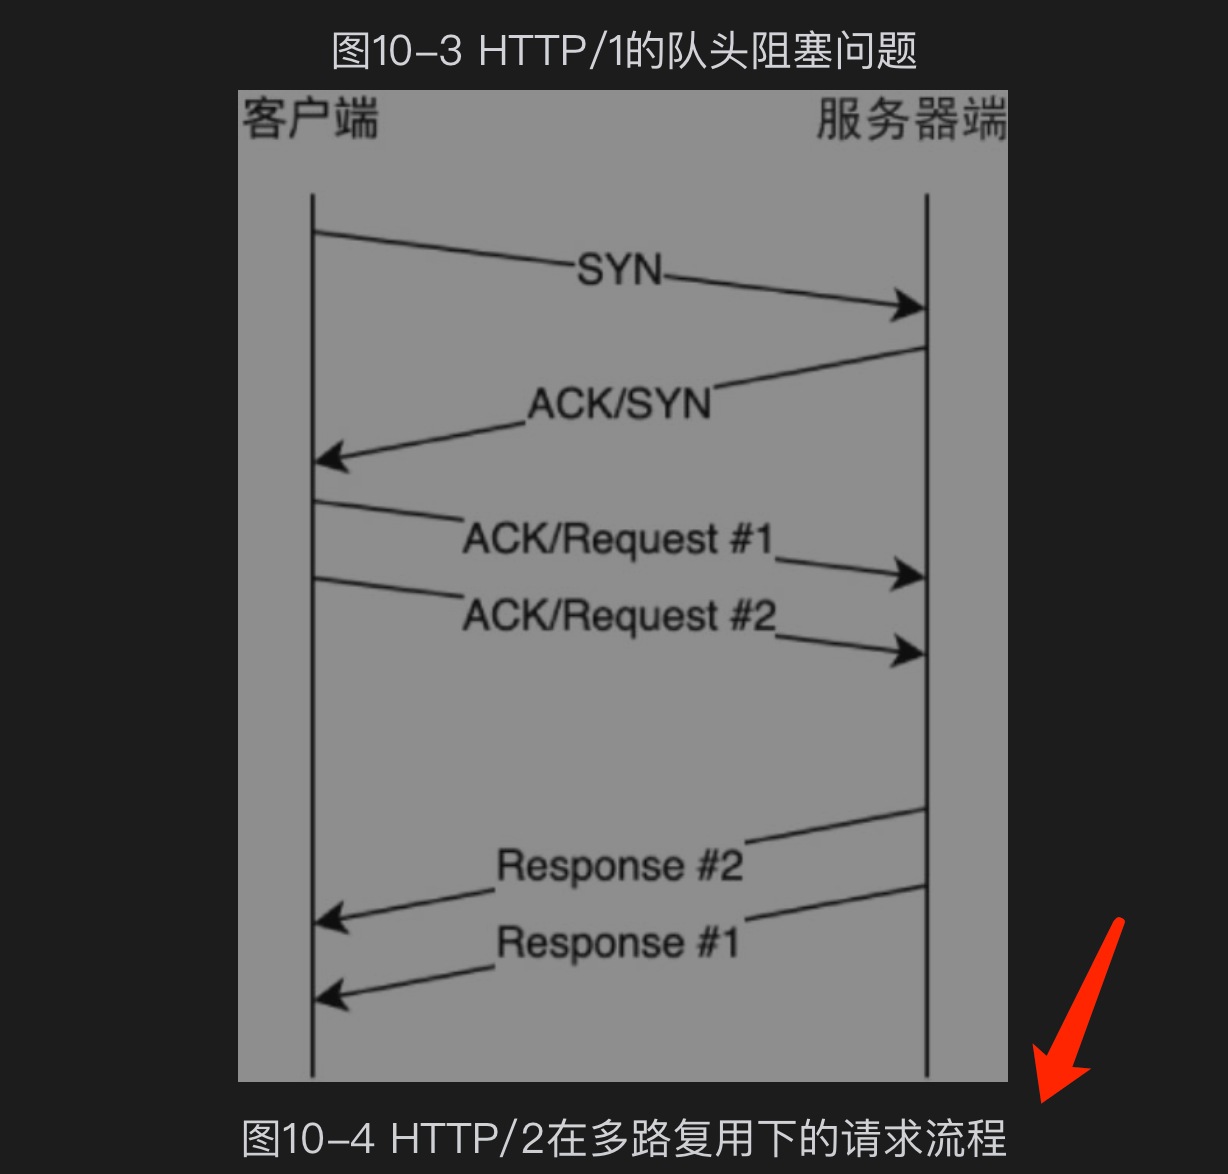 图10-3 HTTP/1的队头阻塞问题
客户端 服务器端
SYN
ACK/SYN
ACK/Request #1
ACK/Request #2
Response #2
Response #1
图10-4 HTTP/2在多路复用下的请求流程